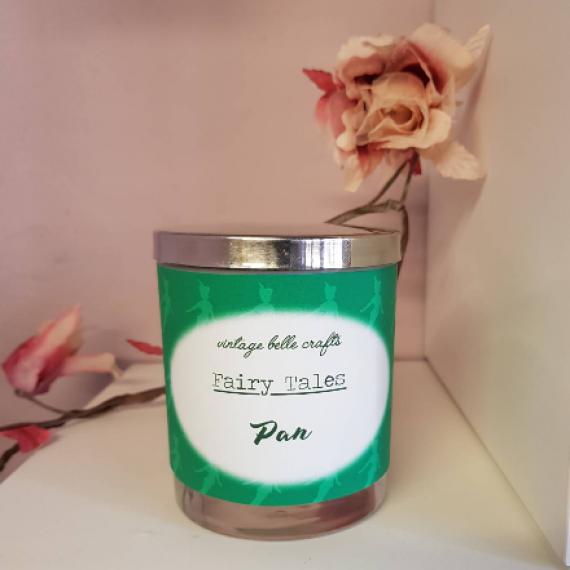 vintage belle crafts
Fairy Tales
Pan